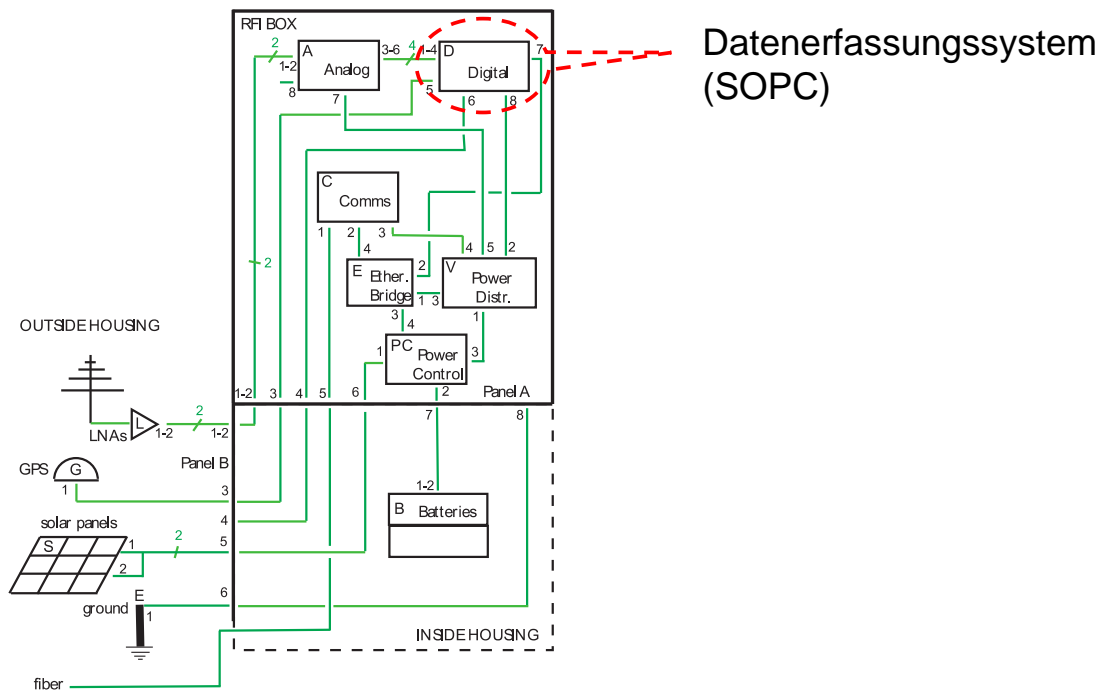 RFI BOX
Datenerfassungssystem
(SOPC)
2
A
Analog
1-2
8
7
3-6
4
1-4
D
Digital
7
5
6
8
C
Comms
1
2
3
2
4
E
Ether.
Bridge
2
1
3
3
4
4
5
2
V
Power
Distr.
1
PC
Power
Control
1
3
2
Panel A
1-2
3
4
5
6
7
8
OUTSIDE HOUSING
L
LNAs
1-2
2
1-2
Panel B
GPS
G
1
3
4
solar panels
S
1
2
2
5
1-2
B
Batteries
ground
E
1
6
INSIDE HOUSING
fiber